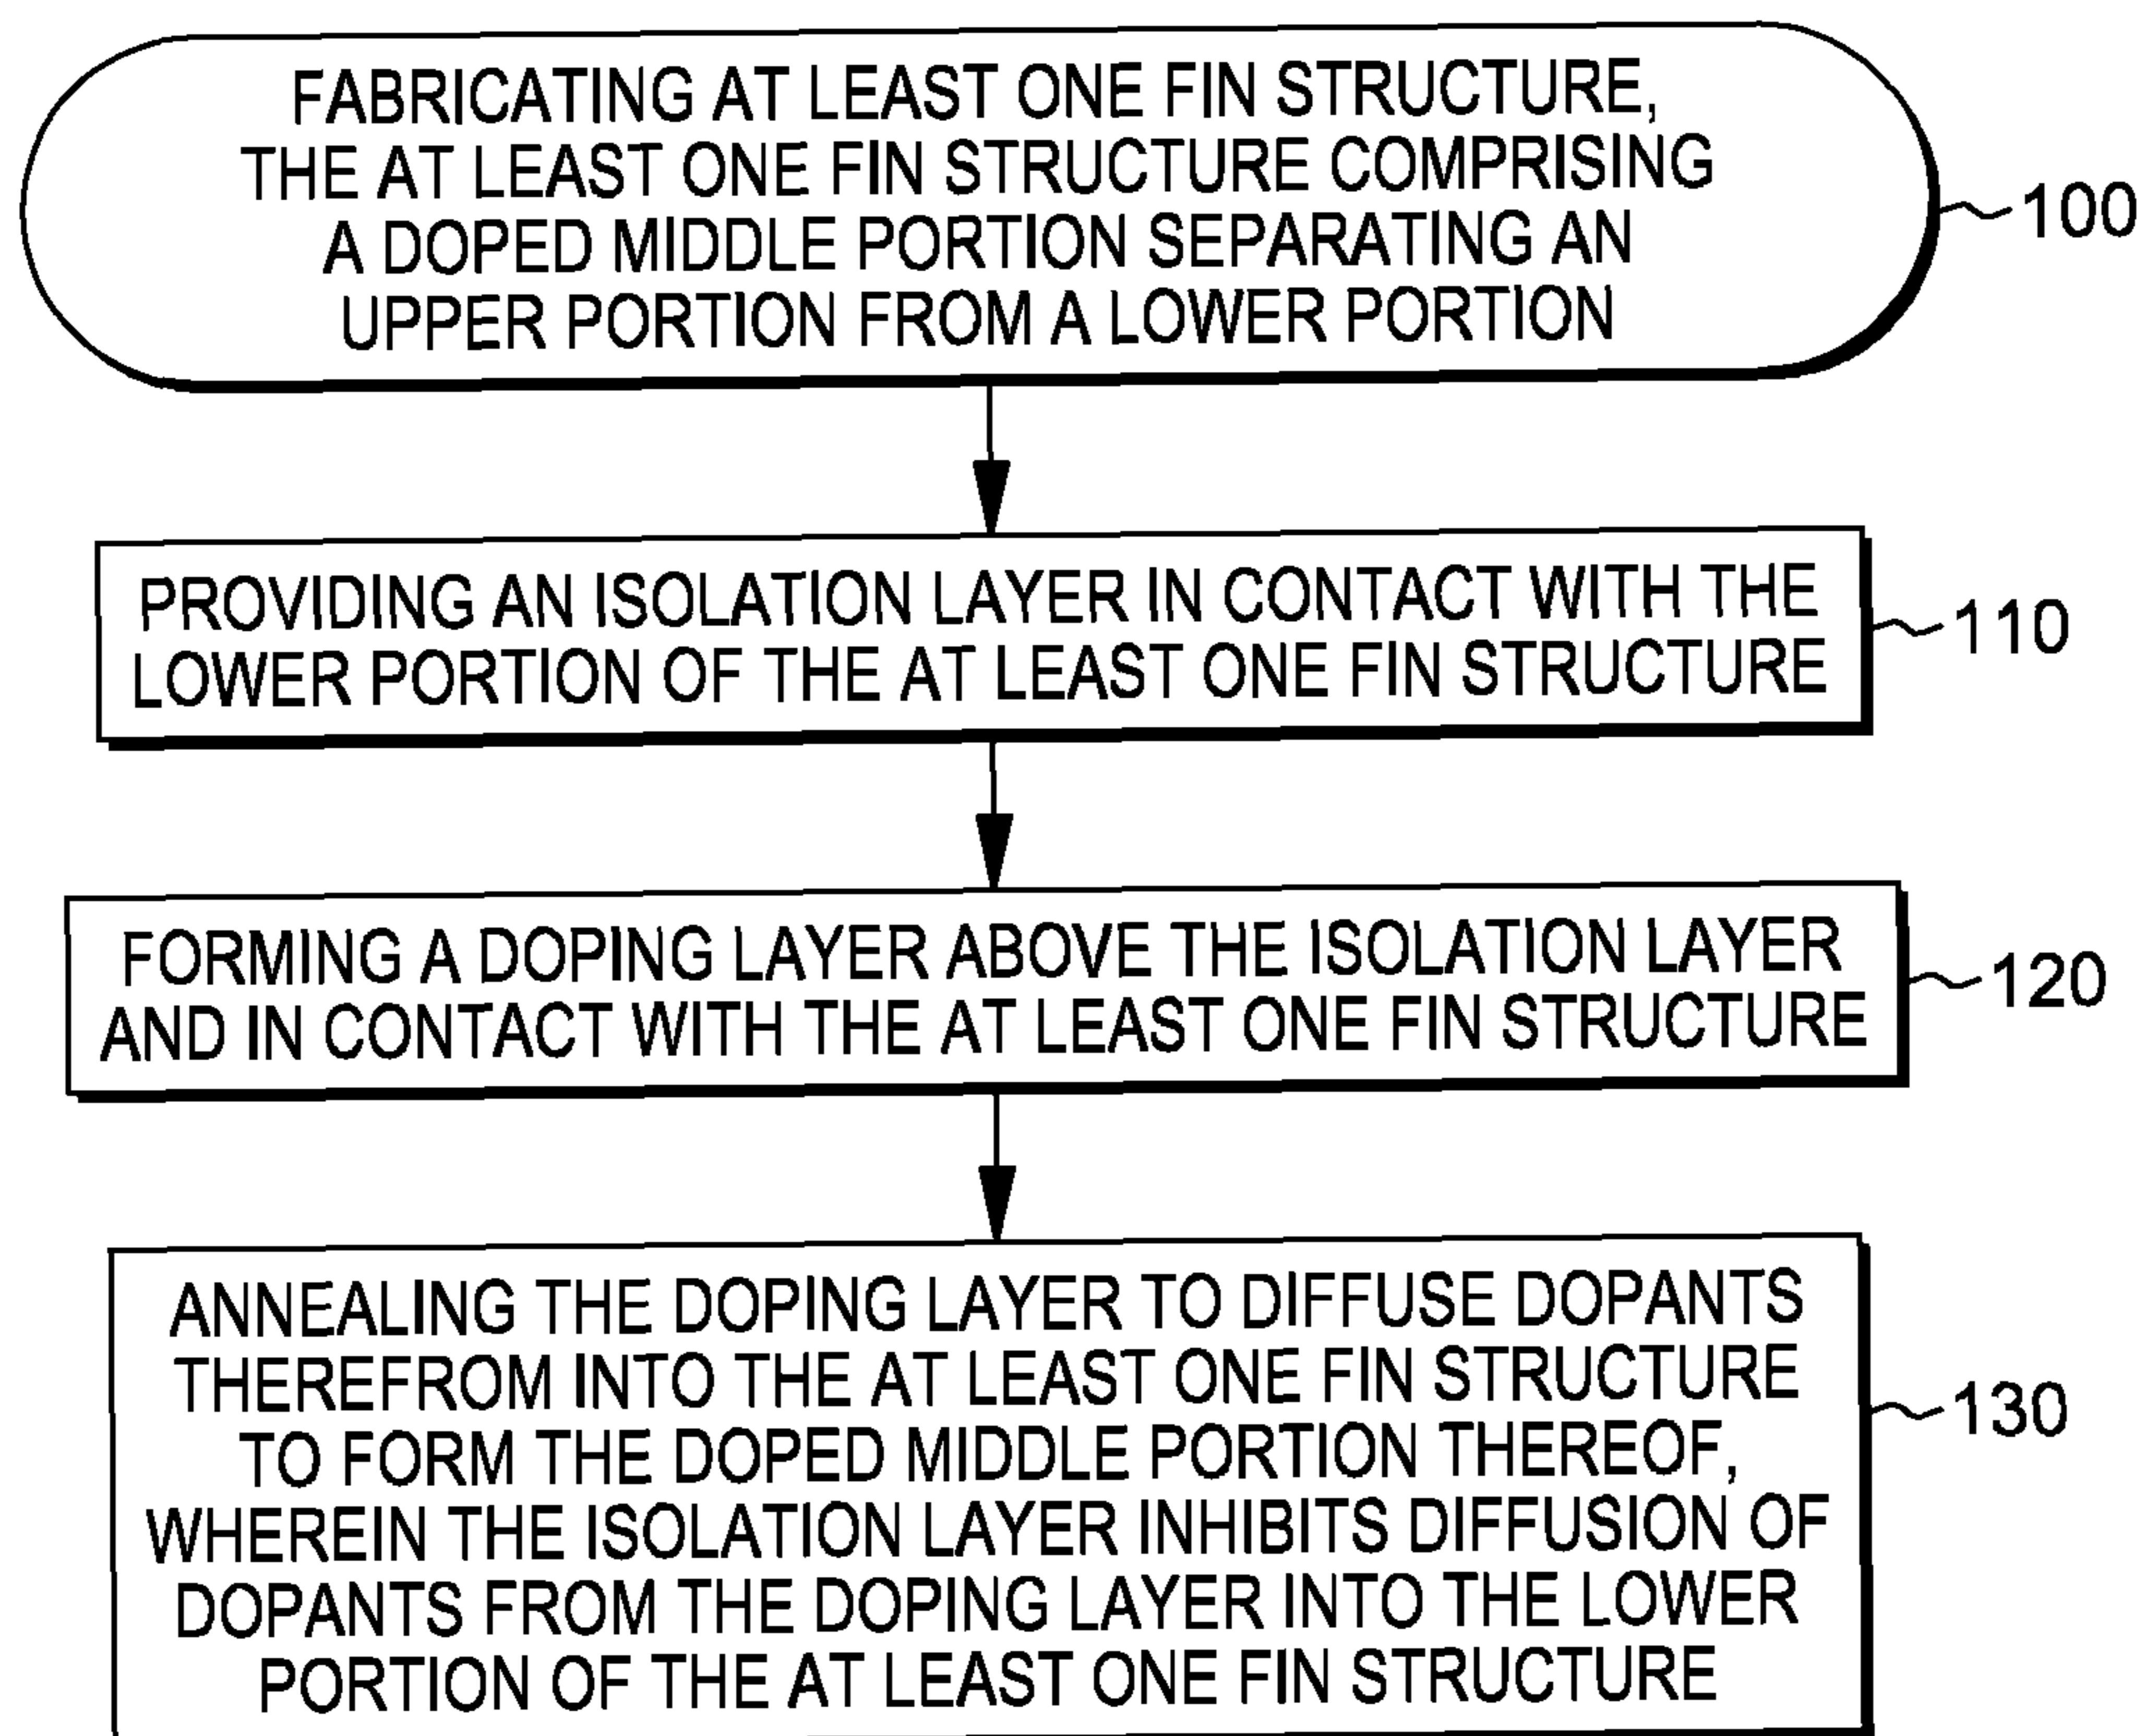 FABRICATING AT LEAST ONE FIN STRUCTURE,
THE AT LEAST ONE FIN STRUCTURE COMPRISING
A DOPED MIDDLE PORTION SEPARATING AN
UPPER PORTION FROM A LOWER PORTION
100
PROVIDING AN ISOLATION LAYER IN CONTACT WITH THE
LOWER PORTION OF THE AT LEAST ONE FIN STRUCTURE
110
FORMING A DOPING LAYER ABOVE THE ISOLATION LAYER
AND IN CONTACT WITH THE AT LEAST ONE FIN STRUCTURE
120
ANNEALING THE DOPING LAYER TO DIFFUSE DOPANTS
THEREFROM INTO THE AT LEAST ONE FIN STRUCTURE
TO FORM THE DOPED MIDDLE PORTION THEREOF,
WHEREIN THE ISOLATION LAYER INHIBITS DIFFUSION OF
DOPANTS FROM THE DOPING LAYER INTO THE LOWER
PORTION OF THE AT LEAST ONE FIN STRUCTURE
130